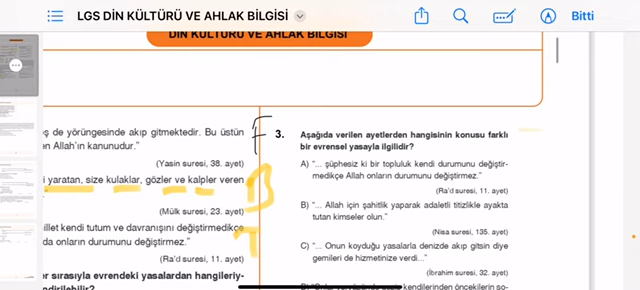 LGS DİN KÜLTÜRÜ VE AHLAK BİLGİSİ
Bitti
DİN KÜLTÜRÜ VE AHLAK BİLGİSİ
de yörüngesinde akıp gitmektedir. Bu üstün
Allah'ın kanunudur."
(Yasin suresi, 38. ayet)
yaratan, size kulaklar, gözler ve kalpler veren
(Mülk suresi, 23. ayet)
kendi tutum ve davranışını değiştirmedikçe
da onların durumunu değiştirmez."
(Ra'd suresi, 11. ayet)
sırasıyla evrendeki yasalardan
B
T
F
3. Aşağıda verilen ayetlerden hangisinin konusu farklı
bir evrensel yasayla ilgilidir?
A) "... şüphesiz ki bir topluluk kendi durumunu değiştir-
medikçe Allah onların durumunu değiştirmez."
(Ra'd suresi, 11. ayet)
B) "... Allah için şahitlik yaparak adaletli titizlikle ayakta
tutan kimseler olun."
(Nisa suresi, 135. ayet)
C) "... Onun koyduğu yasalarla denizde akıp gitsin diye
gemileri de hizmetinize verdi..."
(İbrahim suresi, 32. ayet)
kendilerinden öncekilerin